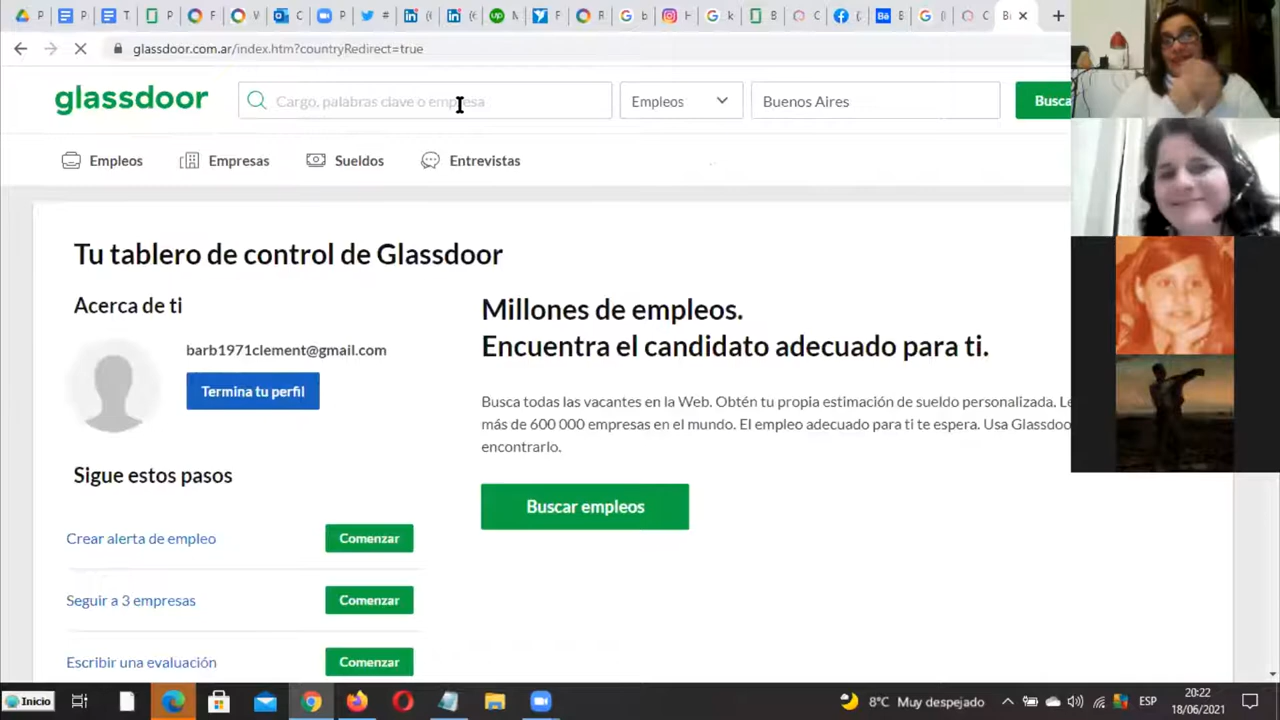 P
B
T
P
F
V
C
P
#
(
(
M
F
R
b
I
k
B
C
(
B
(
C
Bi
glassdoor.com.ar/index.htm?countryRedirect=true
glassdoor
Cargo, palabras clave o empresa
Empleos
Buenos Aires
Busca
Empleos
Empresas
Sueldos
Entrevistas
Tu tablero de control de Glassdoor
Acerca de ti
barb1971clement@gmail.com
Termina tu perfil
Millones de empleos.
Encuentra el candidato adecuado para ti.
Busca todas las vacantes en la Web. Obtén tu propia estimación de sueldo personalizada. Le
más de 600 000 empresas en el mundo. El empleo adecuado para ti te espera. Usa Glassdoo
encontrarlo.
Buscar empleos
Sigue estos pasos
Crear alerta de empleo
Comenzar
Seguir a 3 empresas
Comenzar
Escribir una evaluación
Comenzar
Inicio
8°C Muy despejado
ESP
20:22
18/06/2021